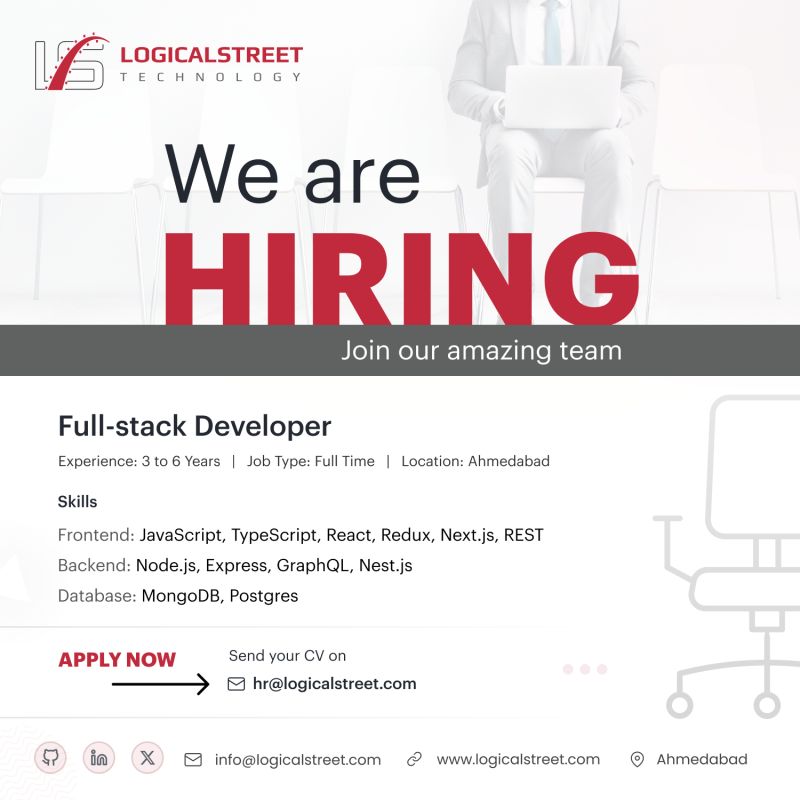 LOGICALSTREET
TECHNOLOGY
We are
HIRING
Join our amazing team
Full-stack Developer
Experience: 3 to 6 Years | Job Type: Full Time | Location: Ahmedabad
Skills
Frontend: JavaScript, TypeScript, React, Redux, Next.js, REST
Backend: Node.js, Express, GraphQL, Nest.js
Database: MongoDB, Postgres
APPLY NOW
Send your CV on
hr@logicalstreet.com
info@logicalstreet.com www.logicalstreet.com Ahmedabad